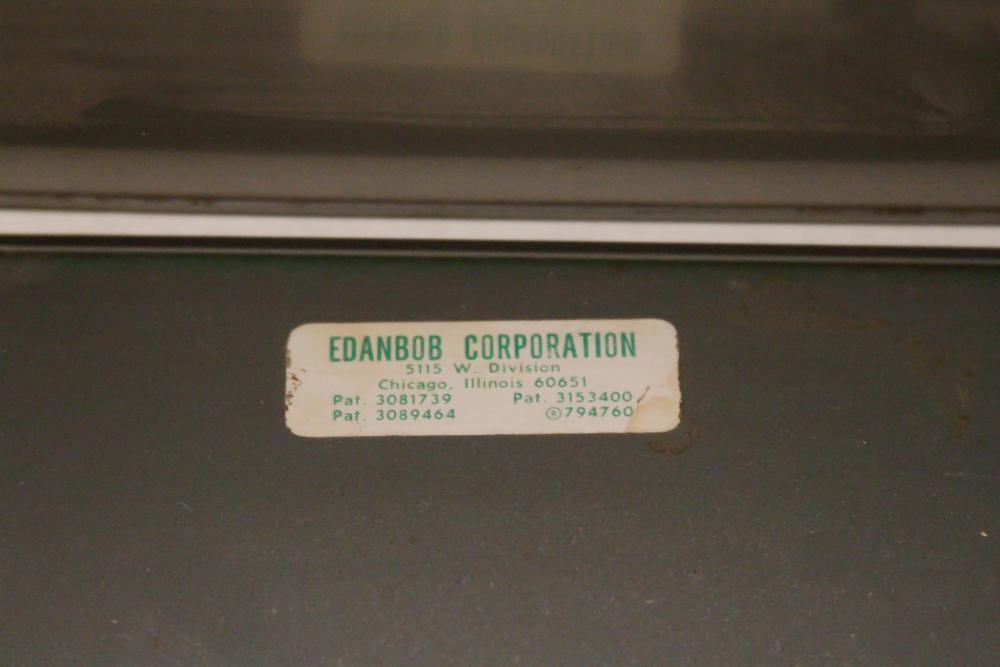 EDANBOB CORPORATION
5115 W. Division
Chicago, Illinois 60651
Pat. 3081739 Pat. 3153400
Pat. 3089464 ®794760